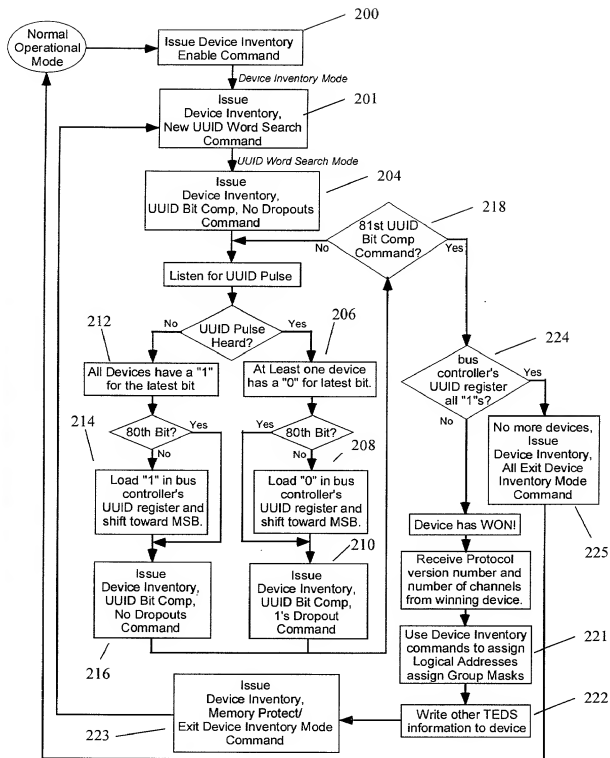 Normal
Operational
Mode
200
Issue Device Inventory
Enable Command
Device Inventory Mode
201
Issue
Device Inventory,
New UUID Word Search
Command
UUID Word Search Mode
204
Issue
Device Inventory,
UUID Bit Comp, No Dropouts
Command
218
81st UUID
Bit Comp
Command?
No
Yes
Listen for UUID Pulse
UUID Pulse
Heard?
No
Yes
212
206
All Devices have a "1"
for the latest bit
At Least one device
has a "0" for latest bit.
224
bus
controller's
UUID register
all "1"s?
Yes
No
214
80th Bit?
Yes
No
Yes
80th Bit?
No
208
Load "1" in bus
controller's
UUID register and
shift toward MSB.
Load "0" in bus
controller's
UUID register and
shift toward MSB.
No more devices,
Issue
Device Inventory,
All Exit Device
Inventory Mode
Command
225
Device has WON!
210
Issue
Device Inventory,
UUID Bit Comp,
No Dropouts
Command
216
Issue
Device Inventory,
UUID Bit Comp,
1's Dropout
Command
Receive Protocol
version number and
number of channels
from winning device.
Use Device Inventory
commands to assign
Logical Addresses
assign Group Masks
221
Write other TEDS
information to device
222
Issue
Device Inventory,
Memory Protect/
Exit Device Inventory Mode
Command
223